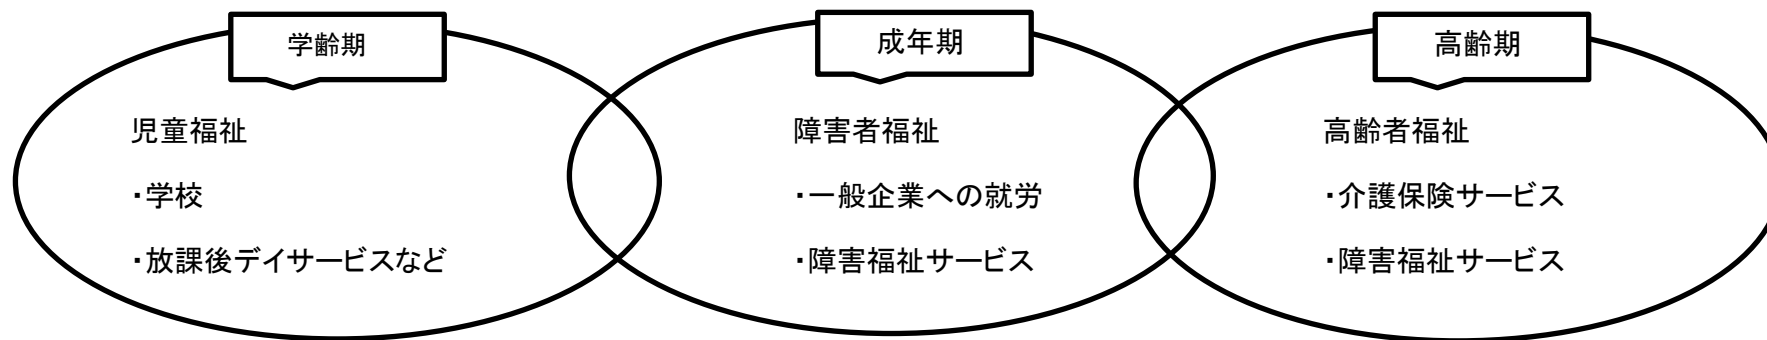 学齢期
児童福祉
・学校
・放課後デイサービスなど
成年期
障害者福祉
・一般企業への就労
・障害福祉サービス
高齢期
高齢者福祉
・介護保険サービス
・障害福祉サービス